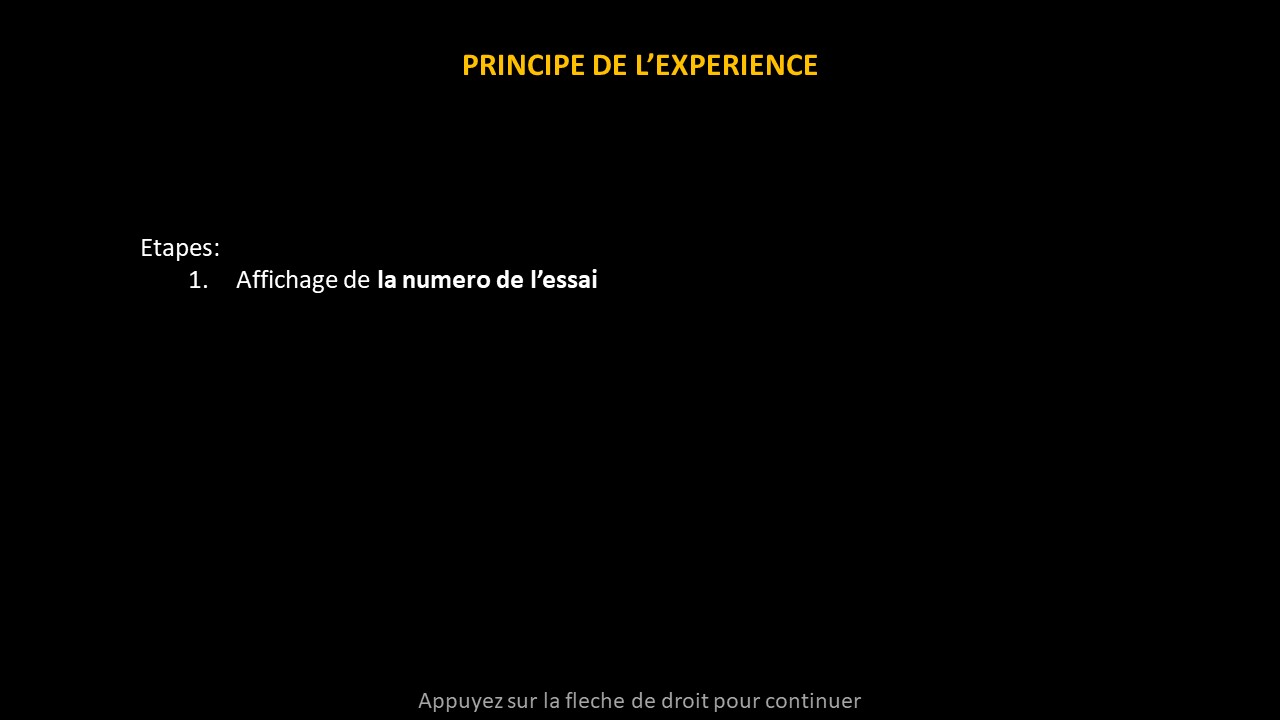 PRINCIPE DE L’EXPERIENCE
Etapes:
1. Affichage de la numero de l’essai
Appuyez sur la fleche de droit pour continuer